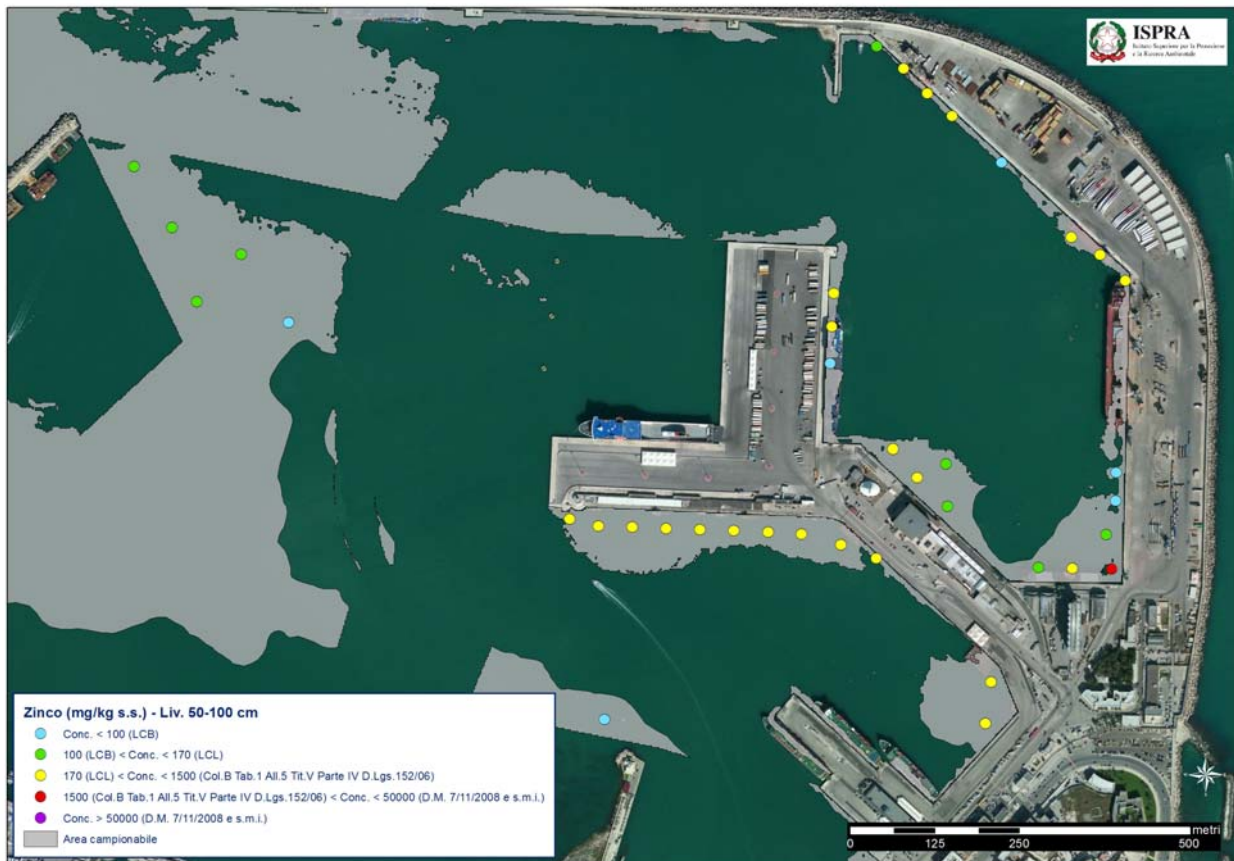 ISPRA
Istituto Superiore per la Protezione
e la Ricerca Ambientale
Zinco (mg/kg s.s.) - Liv. 50-100 cm
Conc. < 100 (LCB)
100 (LCB) < Conc. < 170 (LCL)
170 (LCL) < Conc. < 1500 (Col.B Tab.1 All.5 Tit.V Parte IV D.Lgs.152/06)
1500 (Col.B Tab.1 All.5 Tit.V Parte IV D.Lgs.152/06) < Conc. < 50000 (D.M. 7/11/2008 e s.m.i.)
Conc. > 50000 (D.M. 7/11/2008 e s.m.i.)
Area campionabile
metri
0 125 250 500